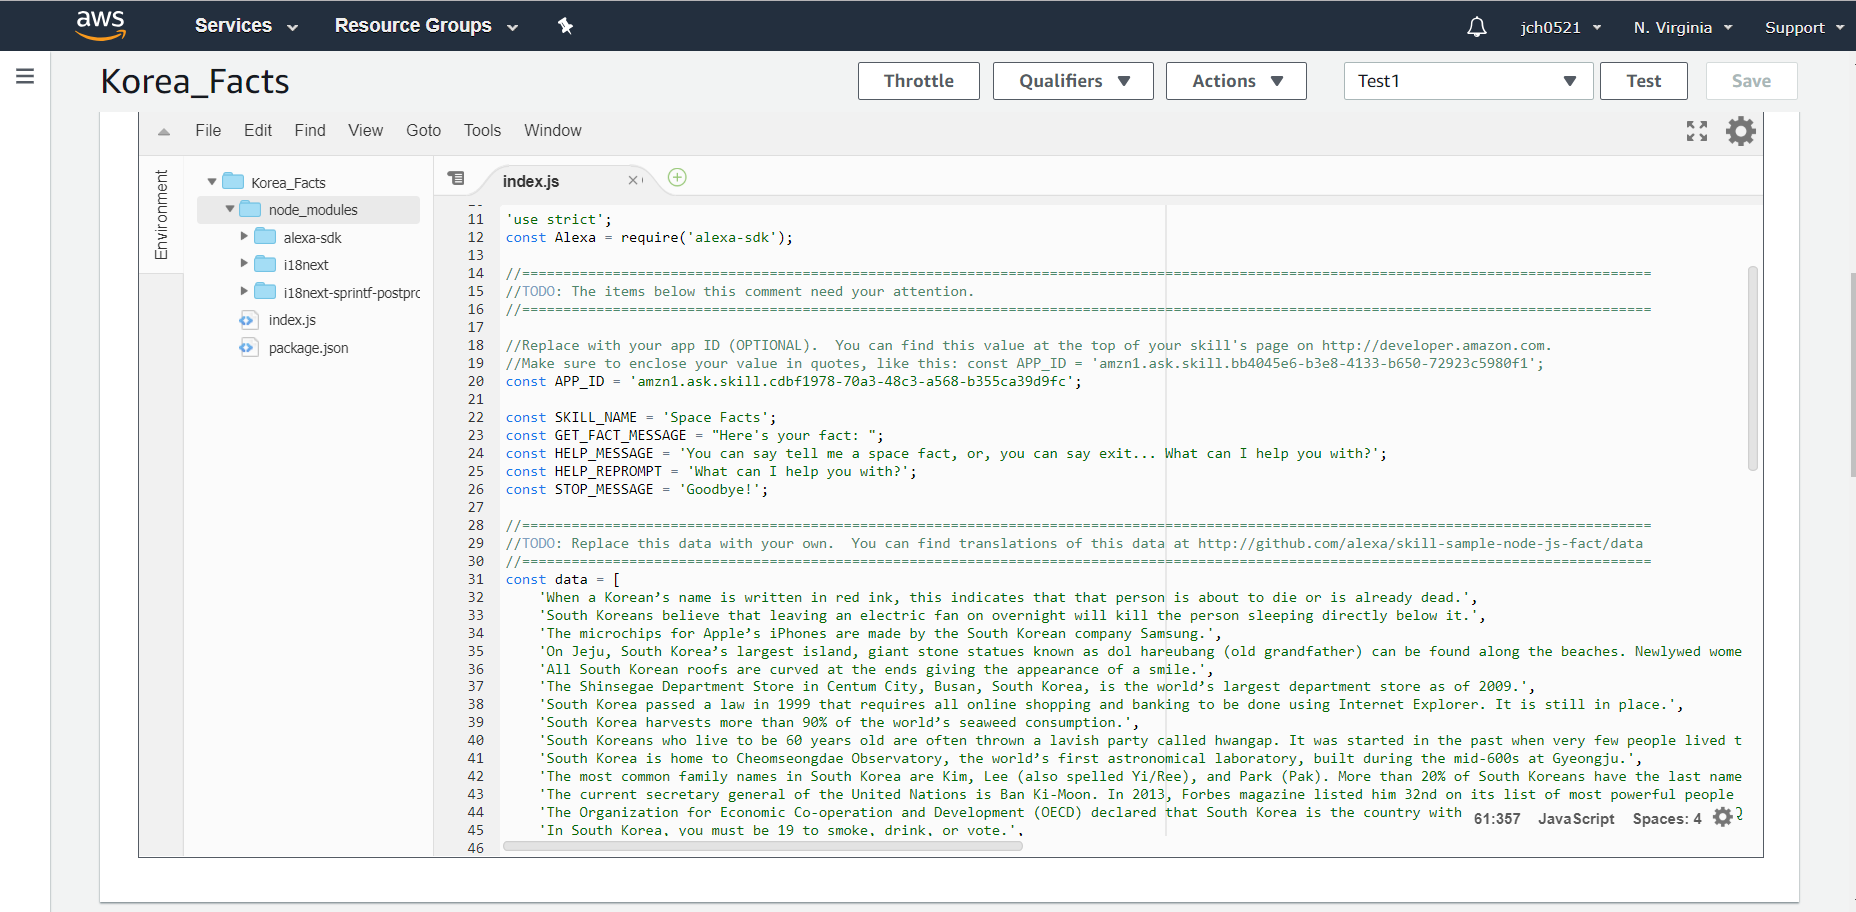 aws Services Resource Groups jch0521 N. Virginia Support
Korea_Facts Throttle Qualifiers Actions Test1 Test Save
File Edit Find View Goto Tools Window
Environment
Korea_Facts
node_modules
alexa-sdk
i18next
i18next-sprintf-postpro
index.js
package.json
index.js
11 'use strict';
12 const Alexa = require('alexa-sdk');
13
14 //=========================================================================================================================================
15 //TODO: The items below this comment need your attention.
16 //=========================================================================================================================================
17
18 //Replace with your app ID (OPTIONAL).  You can find this value at the top of your skill's page on http://developer.amazon.com.
19 //Make sure to enclose your value in quotes, like this: const APP_ID = 'amzn1.ask.skill.bb4045e6-b3e8-4133-b650-72923c5980f1';
20 const APP_ID = 'amzn1.ask.skill.cdbf1978-70a3-48c3-a568-b355ca39d9fc';
21
22 const SKILL_NAME = 'Space Facts';
23 const GET_FACT_MESSAGE = "Here's your fact: ";
24 const HELP_MESSAGE = 'You can say tell me a space fact, or, you can say exit... What can I help you with?';
25 const HELP_REPROMPT = 'What can I help you with?';
26 const STOP_MESSAGE = 'Goodbye!';
27
28 //=========================================================================================================================================
29 //TODO: Replace this data with your own.  You can find translations of this data at http://github.com/alexa/skill-sample-node-js-fact/data
30 //=========================================================================================================================================
31 const data = [
32 'When a Korean’s name is written in red ink, this indicates that that person is about to die or is already dead.',
33 'South Koreans believe that leaving an electric fan on overnight will kill the person sleeping directly below it.',
34 'The microchips for Apple’s iPhones are made by the South Korean company Samsung.',
35 'On Jeju, South Korea’s largest island, giant stone statues known as dol hareubang (old grandfather) can be found along the beaches. Newlywed wome
36 'All South Korean roofs are curved at the ends giving the appearance of a smile.',
37 'The Shinsegae Department Store in Centum City, Busan, South Korea, is the world’s largest department store as of 2009.',
38 'South Korea passed a law in 1999 that requires all online shopping and banking to be done using Internet Explorer. It is still in place.',
39 'South Korea harvests more than 90% of the world’s seaweed consumption.',
40 'South Koreans who live to be 60 years old are often thrown a lavish party called hwangap. It was started in the past when very few people lived t
41 'South Korea is home to Cheomseongdae Observatory, the world’s first astronomical laboratory, built during the mid-600s at Gyeongju.',
42 'The most common family names in South Korea are Kim, Lee (also spelled Yi/Ree), and Park (Pak). More than 20% of South Koreans have the last name
43 'The current secretary general of the United Nations is Ban Ki-Moon. In 2013, Forbes magazine listed him 32nd on its list of most powerful people
44 'The Organization for Economic Co-operation and Development (OECD) declared that South Korea is the country with
45 'In South Korea, you must be 19 to smoke, drink, or vote.',
46
61:357 JavaScript Spaces: 4